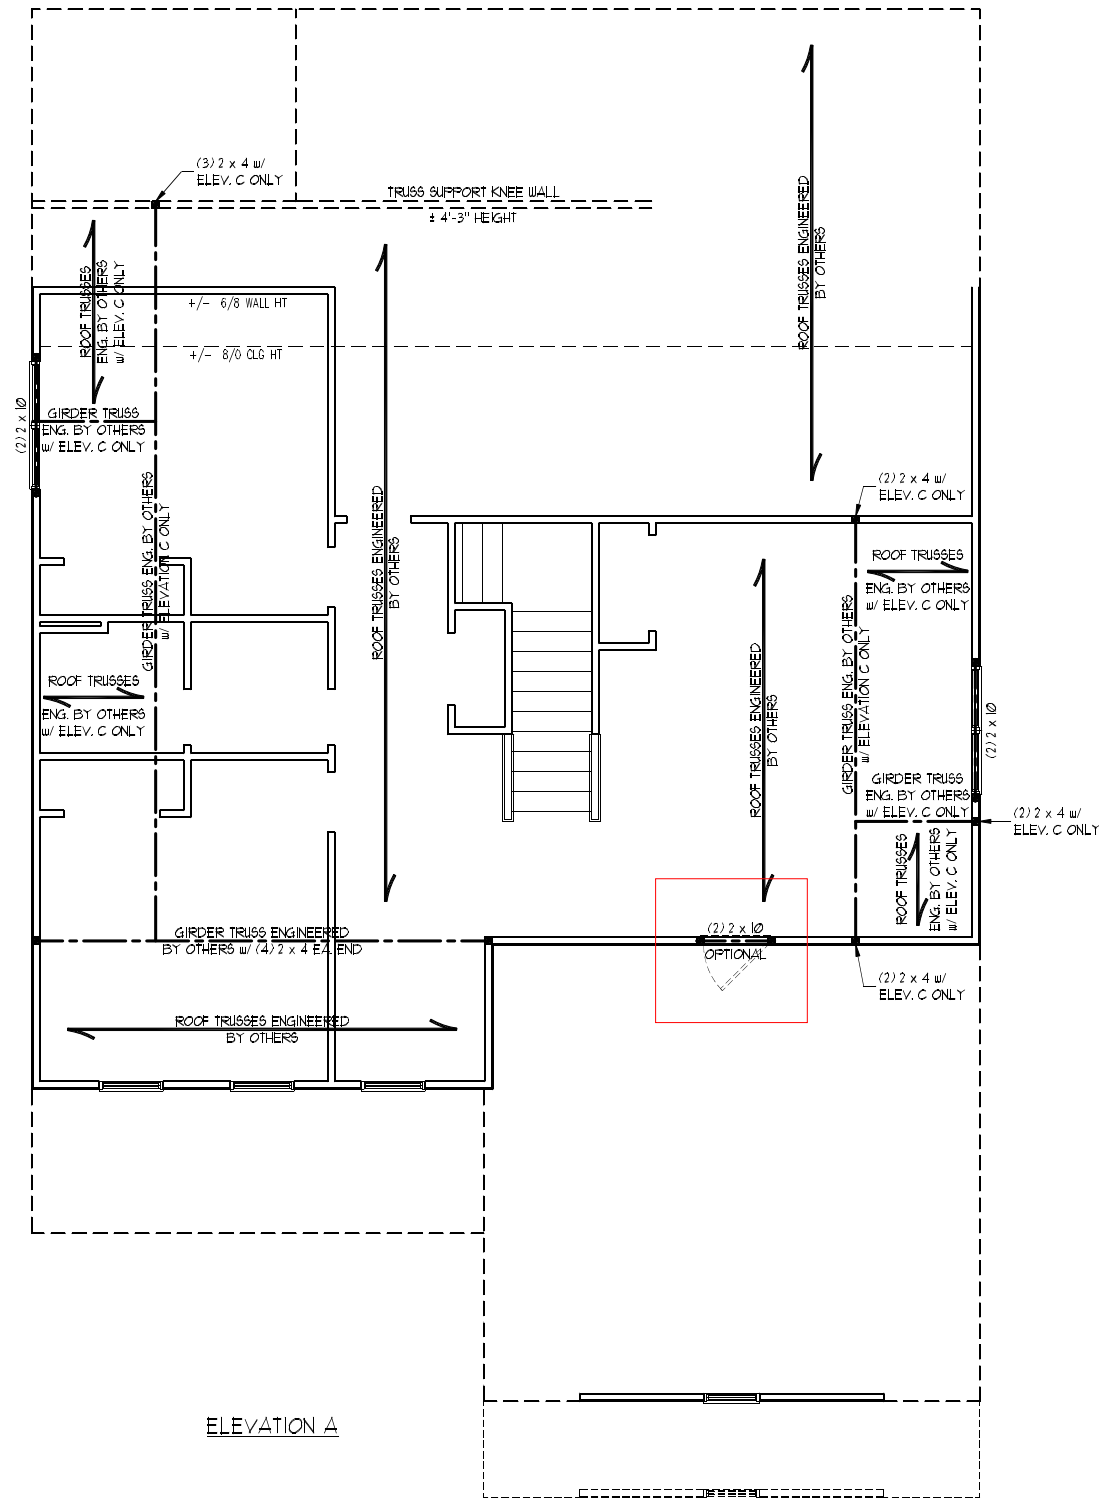 (3) 2 x 4 w/
ELEV. C ONLY
TRUSS SUPPORT KNEE WALL
± 4'-3" HEIGHT
ROOF TRUSSES ENGINEERED
BY OTHERS
ROOF TRUSSES
ENG. BY OTHERS
w/ ELEV. C ONLY
+/- 6/8 WALL HT
+/- 8/0 CLG HT
(2) 2 x 10
GIRDER TRUSS
ENG. BY OTHERS
w/ ELEV. C ONLY
GIRDER TRUSS ENG. BY OTHERS
w/ ELEVATION C ONLY
ROOF TRUSSES ENGINEERED
BY OTHERS
(2) 2 x 4 w/
ELEV. C ONLY
ROOF TRUSSES
ENG. BY OTHERS
w/ ELEV. C ONLY
ROOF TRUSSES
ENG. BY OTHERS
w/ ELEV. C ONLY
ROOF TRUSSES ENGINEERED
BY OTHERS
GIRDER TRUSS ENG. BY OTHERS
w/ ELEVATION C ONLY
(2) 2 x 10
GIRDER TRUSS
ENG. BY OTHERS
w/ ELEV. C ONLY
(2) 2 x 4 w/
ELEV. C ONLY
ROOF TRUSSES
ENG. BY OTHERS
w/ ELEV. C ONLY
GIRDER TRUSS ENGINEERED
BY OTHERS w/ (4) 2 x 4 EA. END
(2) 2 x 10
OPTIONAL
(2) 2 x 4 w/
ELEV. C ONLY
ROOF TRUSSES ENGINEERED
BY OTHERS
ELEVATION A